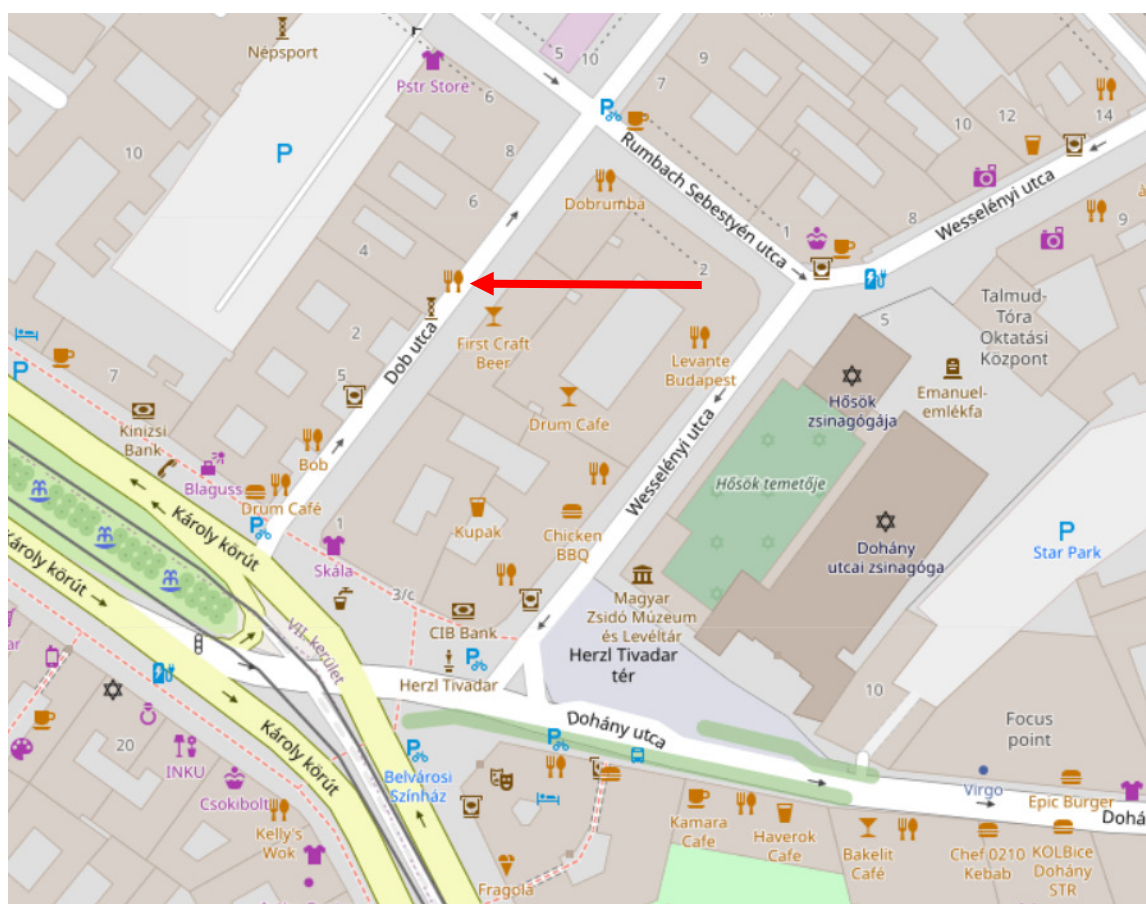 Népsport
5
10
9
Pstr Store
7
6
12
14
10
10
P
8
Rumbach Sebestyén utca
Wesselényi utca
Dobrumba
6
1
8
9
4
2
Talmud-
Tóra
Oktatási
Központ
5
2
Dob utca
First Craft
Beer
Levante
Budapest
P
7
5
Hősök
zsinagógája
Emanuel-
emlékfa
Kinizsi
Bank
Drum Cafe
Bob
Wesselényi utca
Hősök temetője
Blaguss
Drum Café
Károly körút
1
Kupak
Chicken
BBQ
Dohány
utcai zsinagóga
P
Star Park
Károly körút
Skála
3/c
Magyar
Zsidó Múzeum
és Levéltár
CIB Bank
VII. kerület
Herzl Tivadar
tér
Herzl Tivadar
ar
10
Dohány utca
Focus
point
20
Károly körút
INKU
Belvárosi
Színház
Virgo
Csokibolt
Epic Burger
Dohá
Kelly's
Wok
Kamara
Cafe
Haverok
Cafe
Bakelit
Café
Chef 0210
Kebab
KOLBice
Dohány
STR
Fragola